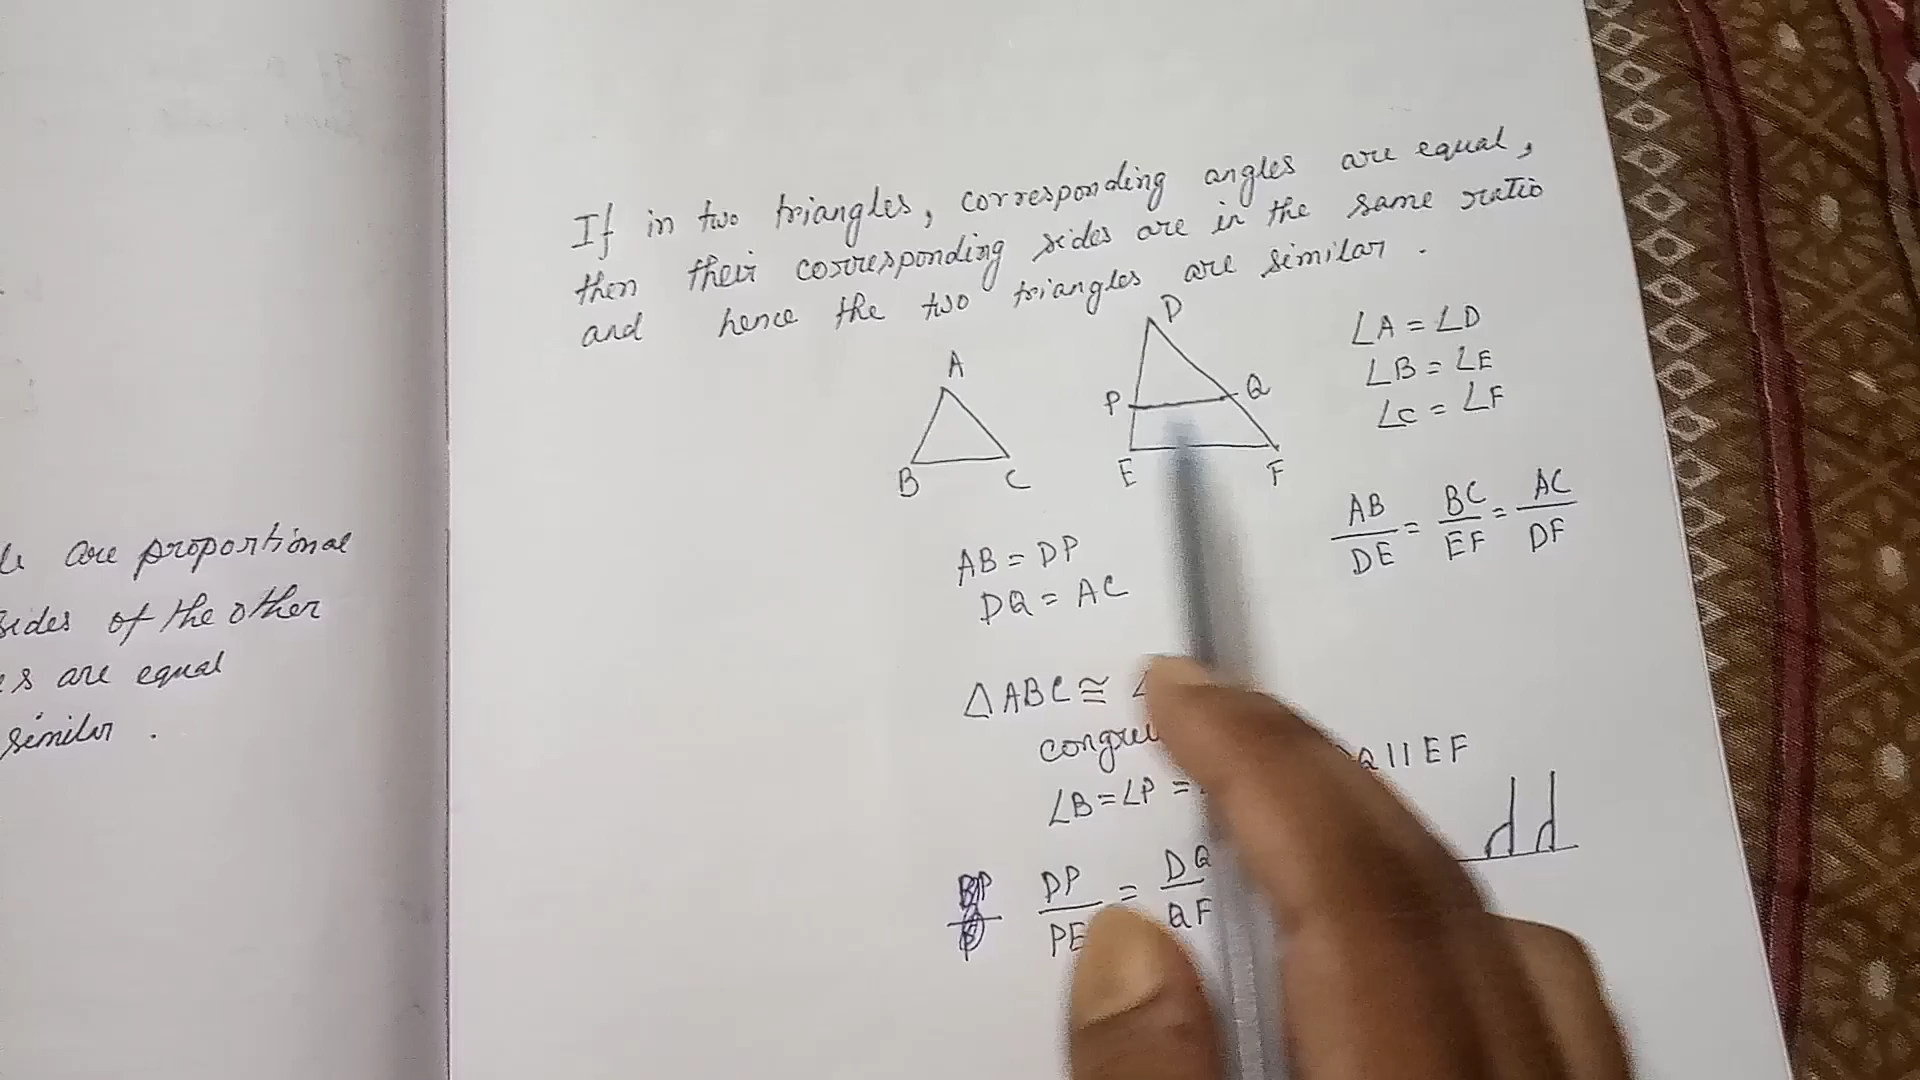 If in two triangles, corresponding angles are equal,
then their corresponding sides are in the same ratio
and hence the two triangles are similar.
A
B C
D
P Q
E F
∠A = ∠D
∠B = ∠E
∠C = ∠F
AB/DE = BC/EF = AC/DF
AB = DP
DQ = AC
△ABC ≅
∠B = ∠P =
Q || EF
DP/PE = DQ/QF
are proportional
sides of the other
are equal
similar.